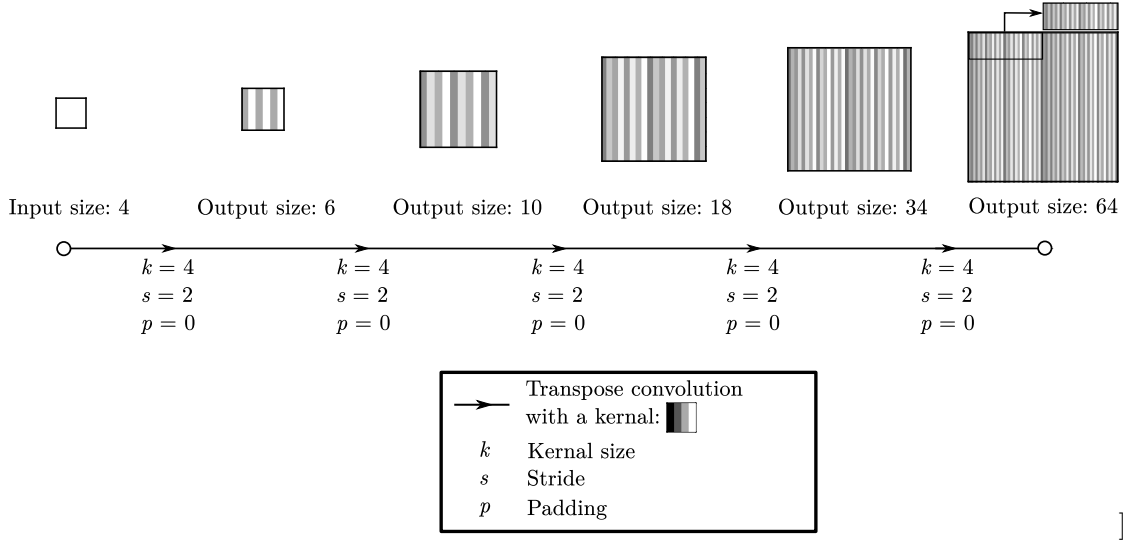 Input size: 4
Output size: 6
Output size: 10
Output size: 18
Output size: 34
Output size: 64
k = 4
s = 2
p = 0
k = 4
s = 2
p = 0
k = 4
s = 2
p = 0
k = 4
s = 2
p = 0
k = 4
s = 2
p = 0
Transpose convolution
with a kernal:
k Kernal size
s Stride
p Padding
]